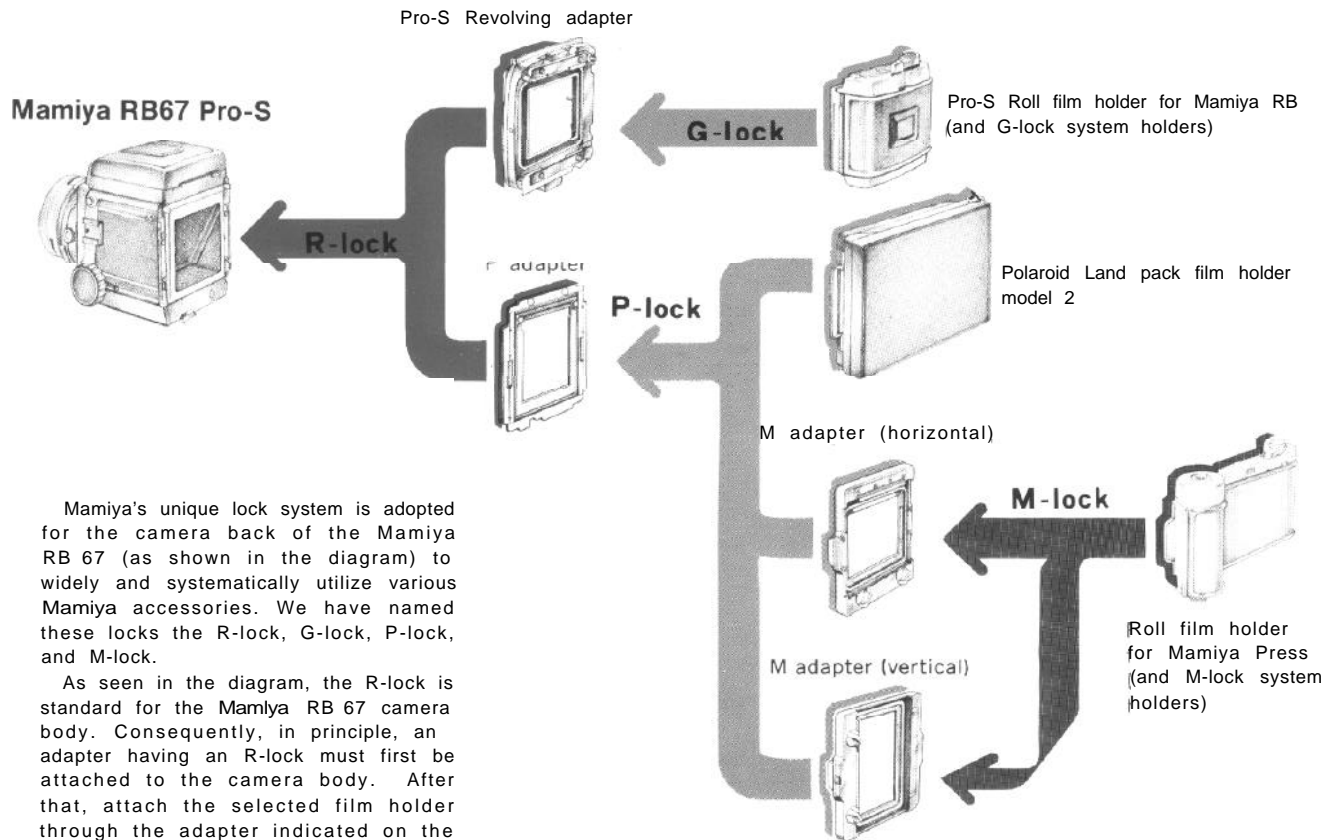 Pro-S Revolving adapter
Mamiya RB67 Pro-S
G-lock
Pro-S Roll film holder for Mamiya RB
(and G-lock system holders)
R-lock
P adapter
P-lock
Polaroid Land pack film holder
model 2
M adapter (horizontal)
M-lock
Roll film holder
for Mamiya Press
(and M-lock system
holders)
M adapter (vertical)
Mamiya's unique lock system is adopted
for the camera back of the Mamiya
RB 67 (as shown in the diagram) to
widely and systematically utilize various
Mamiya accessories. We have named
these locks the R-lock, G-lock, P-lock,
and M-lock.
As seen in the diagram, the R-lock is
standard for the Mamlya RB 67 camera
body. Consequently, in principle, an
adapter having an R-lock must first be
attached to the camera body. After
that, attach the selected film holder
through the adapter indicated on the